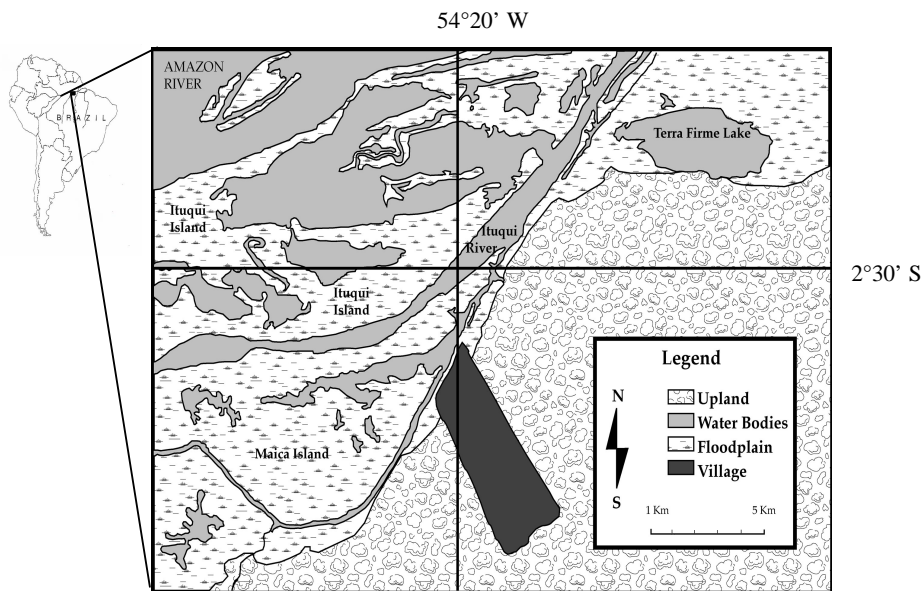 54°20' W
AMAZON
RIVER
BRAZIL
Terra Firme Lake
Ituqui
Island
Ituqui
River
2°30' S
Ituqui
Island
Legend
N
Upland
Water Bodies
Floodplain
Village
S
Maiça Island
1 Km
5 Km